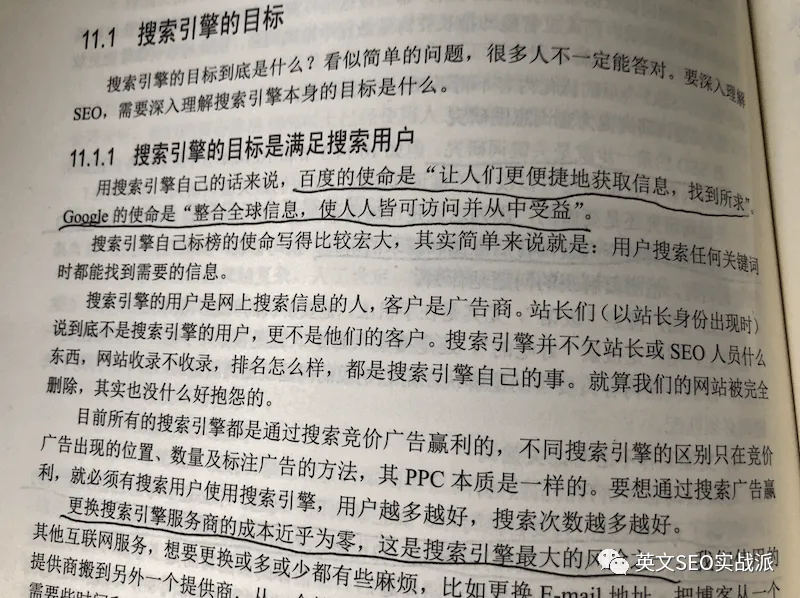 11.1 搜索引擎的目标
搜索引擎的目标到底是什么？看似简单的问题，很多人不一定能答对。要深入理解
SEO，需要深入理解搜索引擎本身的目标是什么。
11.1.1 搜索引擎的目标是满足搜索用户
用搜索引擎自己的话来说，百度的使命是“让人们更便捷地获取信息，找到所求”。
Google 的使命是“整合全球信息，使人人皆可访问并从中受益”。
搜索引擎自己标榜的使命写得比较宏大，其实简单来说就是：用户搜索任何关键词
时都能找到需要的信息。
搜索引擎的用户是网上搜索信息的人，客户是广告商。站长们（以站长身份出现时）
说到底不是搜索引擎的用户，更不是他们的客户。搜索引擎并不欠站长或 SEO 人员什么
东西，网站收录不收录，排名怎么样，都是搜索引擎自己的事。就算我们的网站被完全
删除，其实也没什么好抱怨的。
目前所有的搜索引擎都是通过搜索竞价广告赢利的，不同搜索引擎的区别只在竞价
广告出现的位置、数量及标注广告的方法，其 PPC 本质是一样的。要想通过搜索广告赢
利，就必须有搜索用户使用搜索引擎，用户越多越好，搜索次数越多越好。
更换搜索引擎服务商的成本近乎为零，这是搜索引擎最大的风
其他互联网服务，想要更换或多或少都有些麻烦，比如更换 E-mail 地址，把博客从一个
提供商搬到另外一个提供商，从一个
需要些时间和
英文SEO实战派